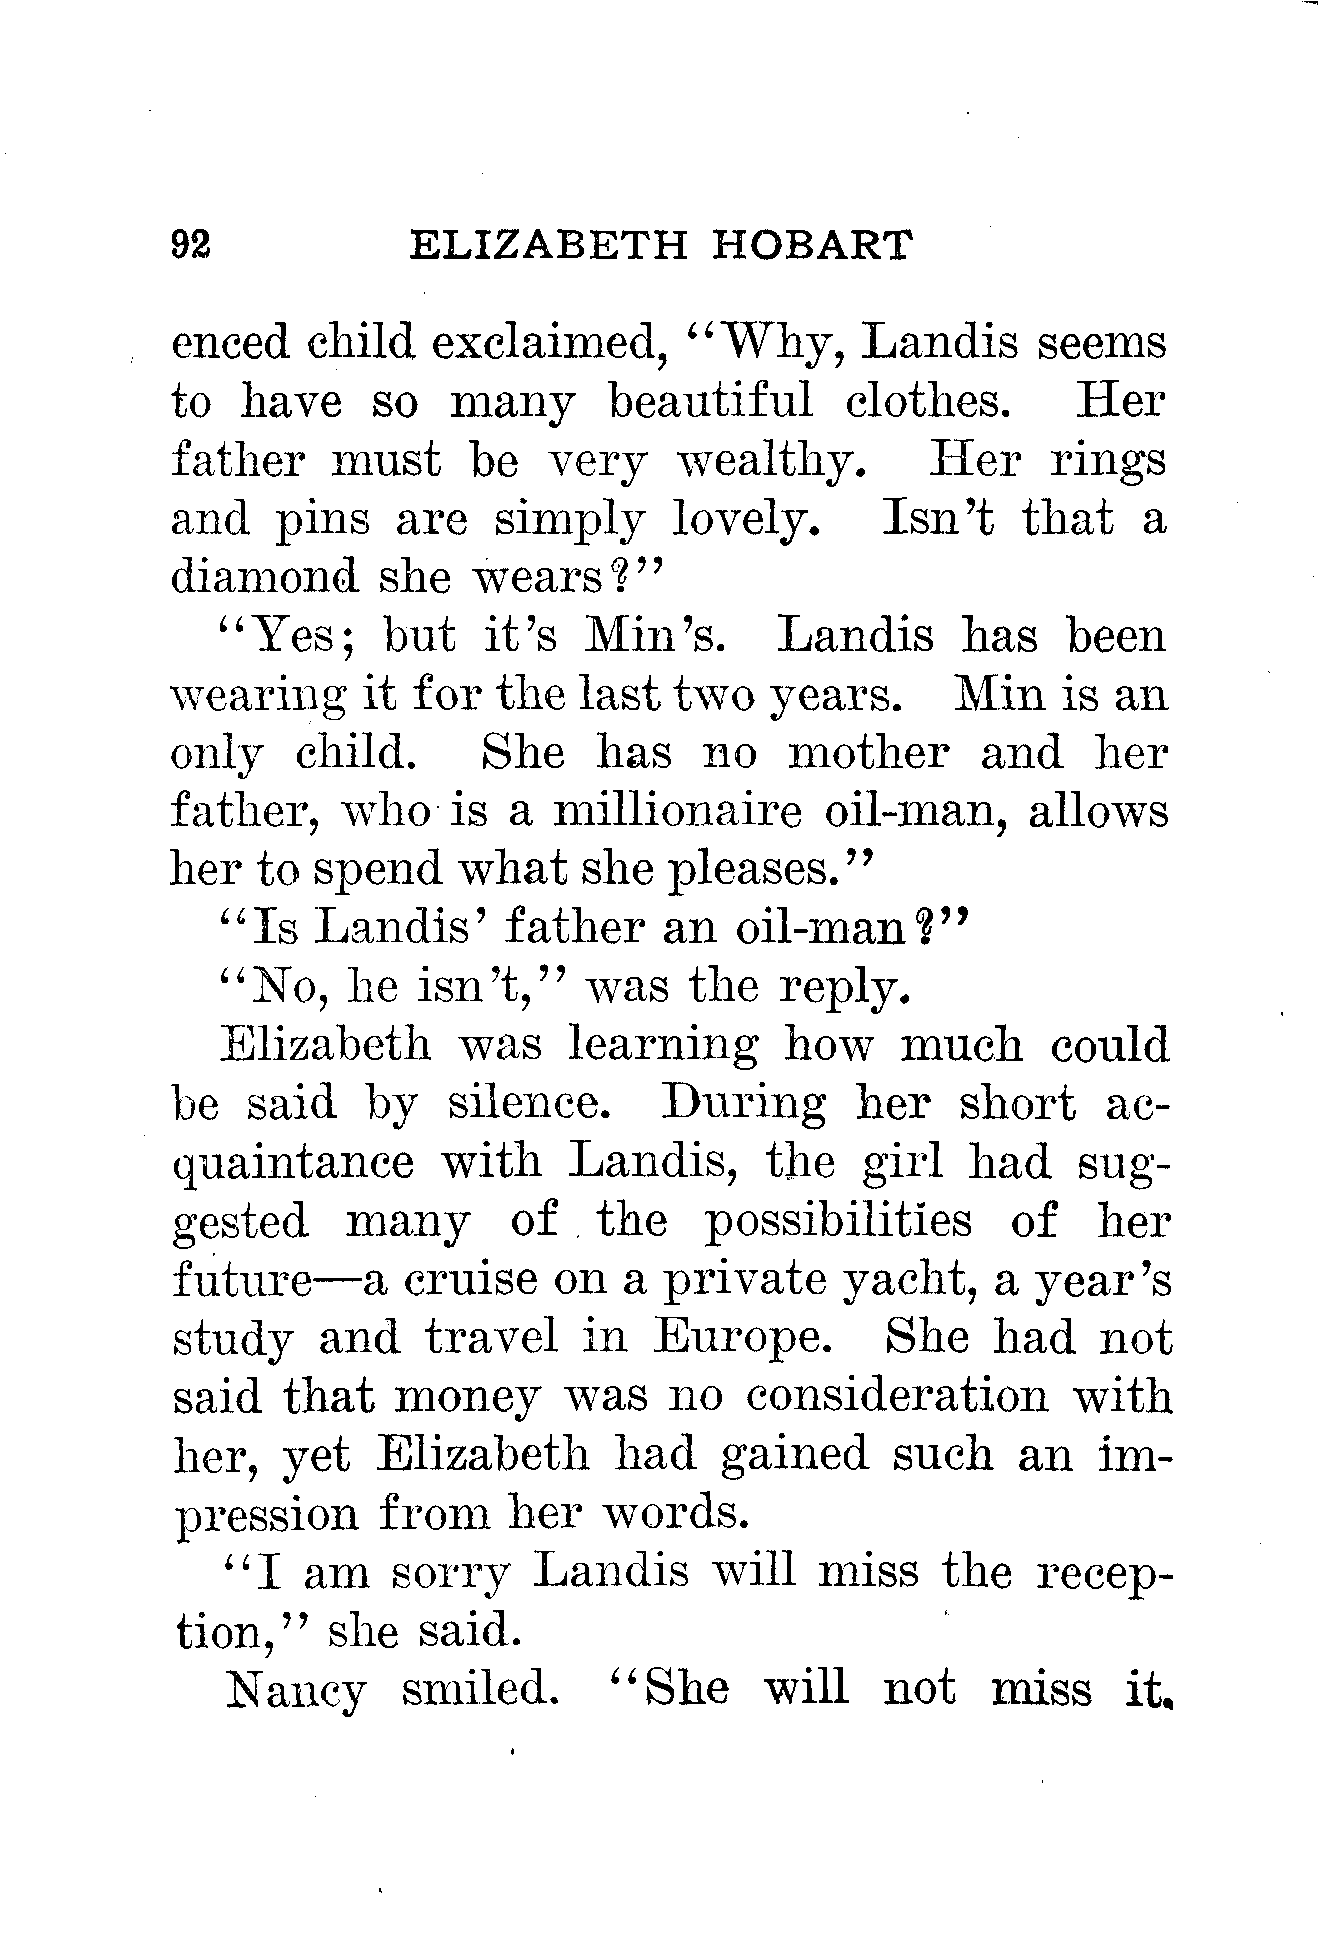 92 ELIZABETH HOBART
enced child exclaimed, "Why, Landis seems
to have so many beautiful clothes. Her
father must be very wealthy. Her rings
and pins are simply lovely. Isn't that a
diamond she wears?"
"Yes; but it's Min's. Landis has been
wearing it for the last two years. Min is an
only child. She has no mother and her
father, who is a millionaire oil-man, allows
her to spend what she pleases."
"Is Landis' father an oil-man?"
"No, he isn't," was the reply.
Elizabeth was learning how much could
be said by silence. During her short ac-
quaintance with Landis, the girl had sug-
gested many of the possibilities of her
future—a cruise on a private yacht, a year's
study and travel in Europe. She had not
said that money was no consideration with
her, yet Elizabeth had gained such an im-
pression from her words.
"I am sorry Landis will miss the recep-
tion," she said.
Nancy smiled. "She will not miss it.